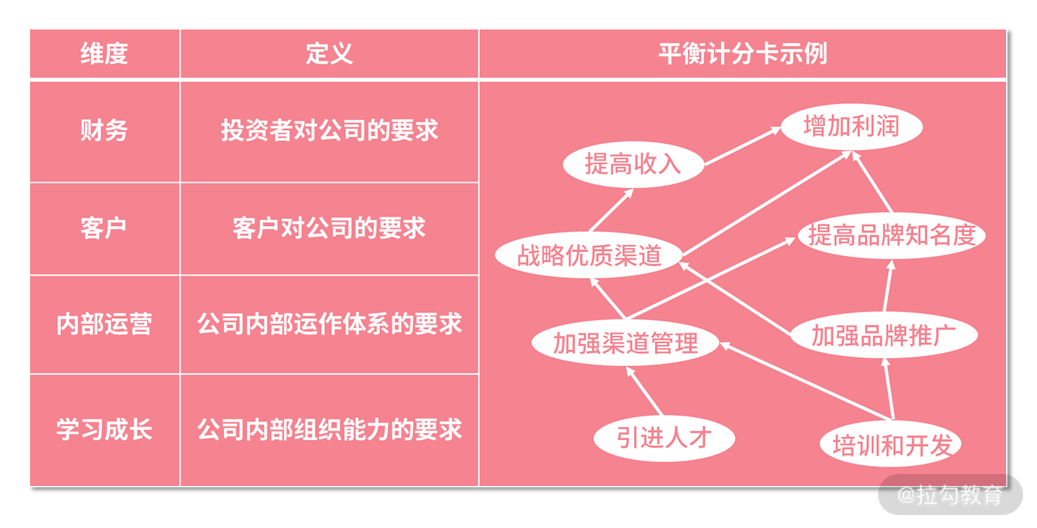 维度
定义
平衡计分卡示例
财务
投资者对公司的要求
客户
客户对公司的要求
内部运营
公司内部运作体系的要求
学习成长
公司内部组织能力的要求
增加利润
提高收入
提高品牌知名度
战略优质渠道
加强品牌推广
加强渠道管理
引进人才
培训和开发
@拉勾教育